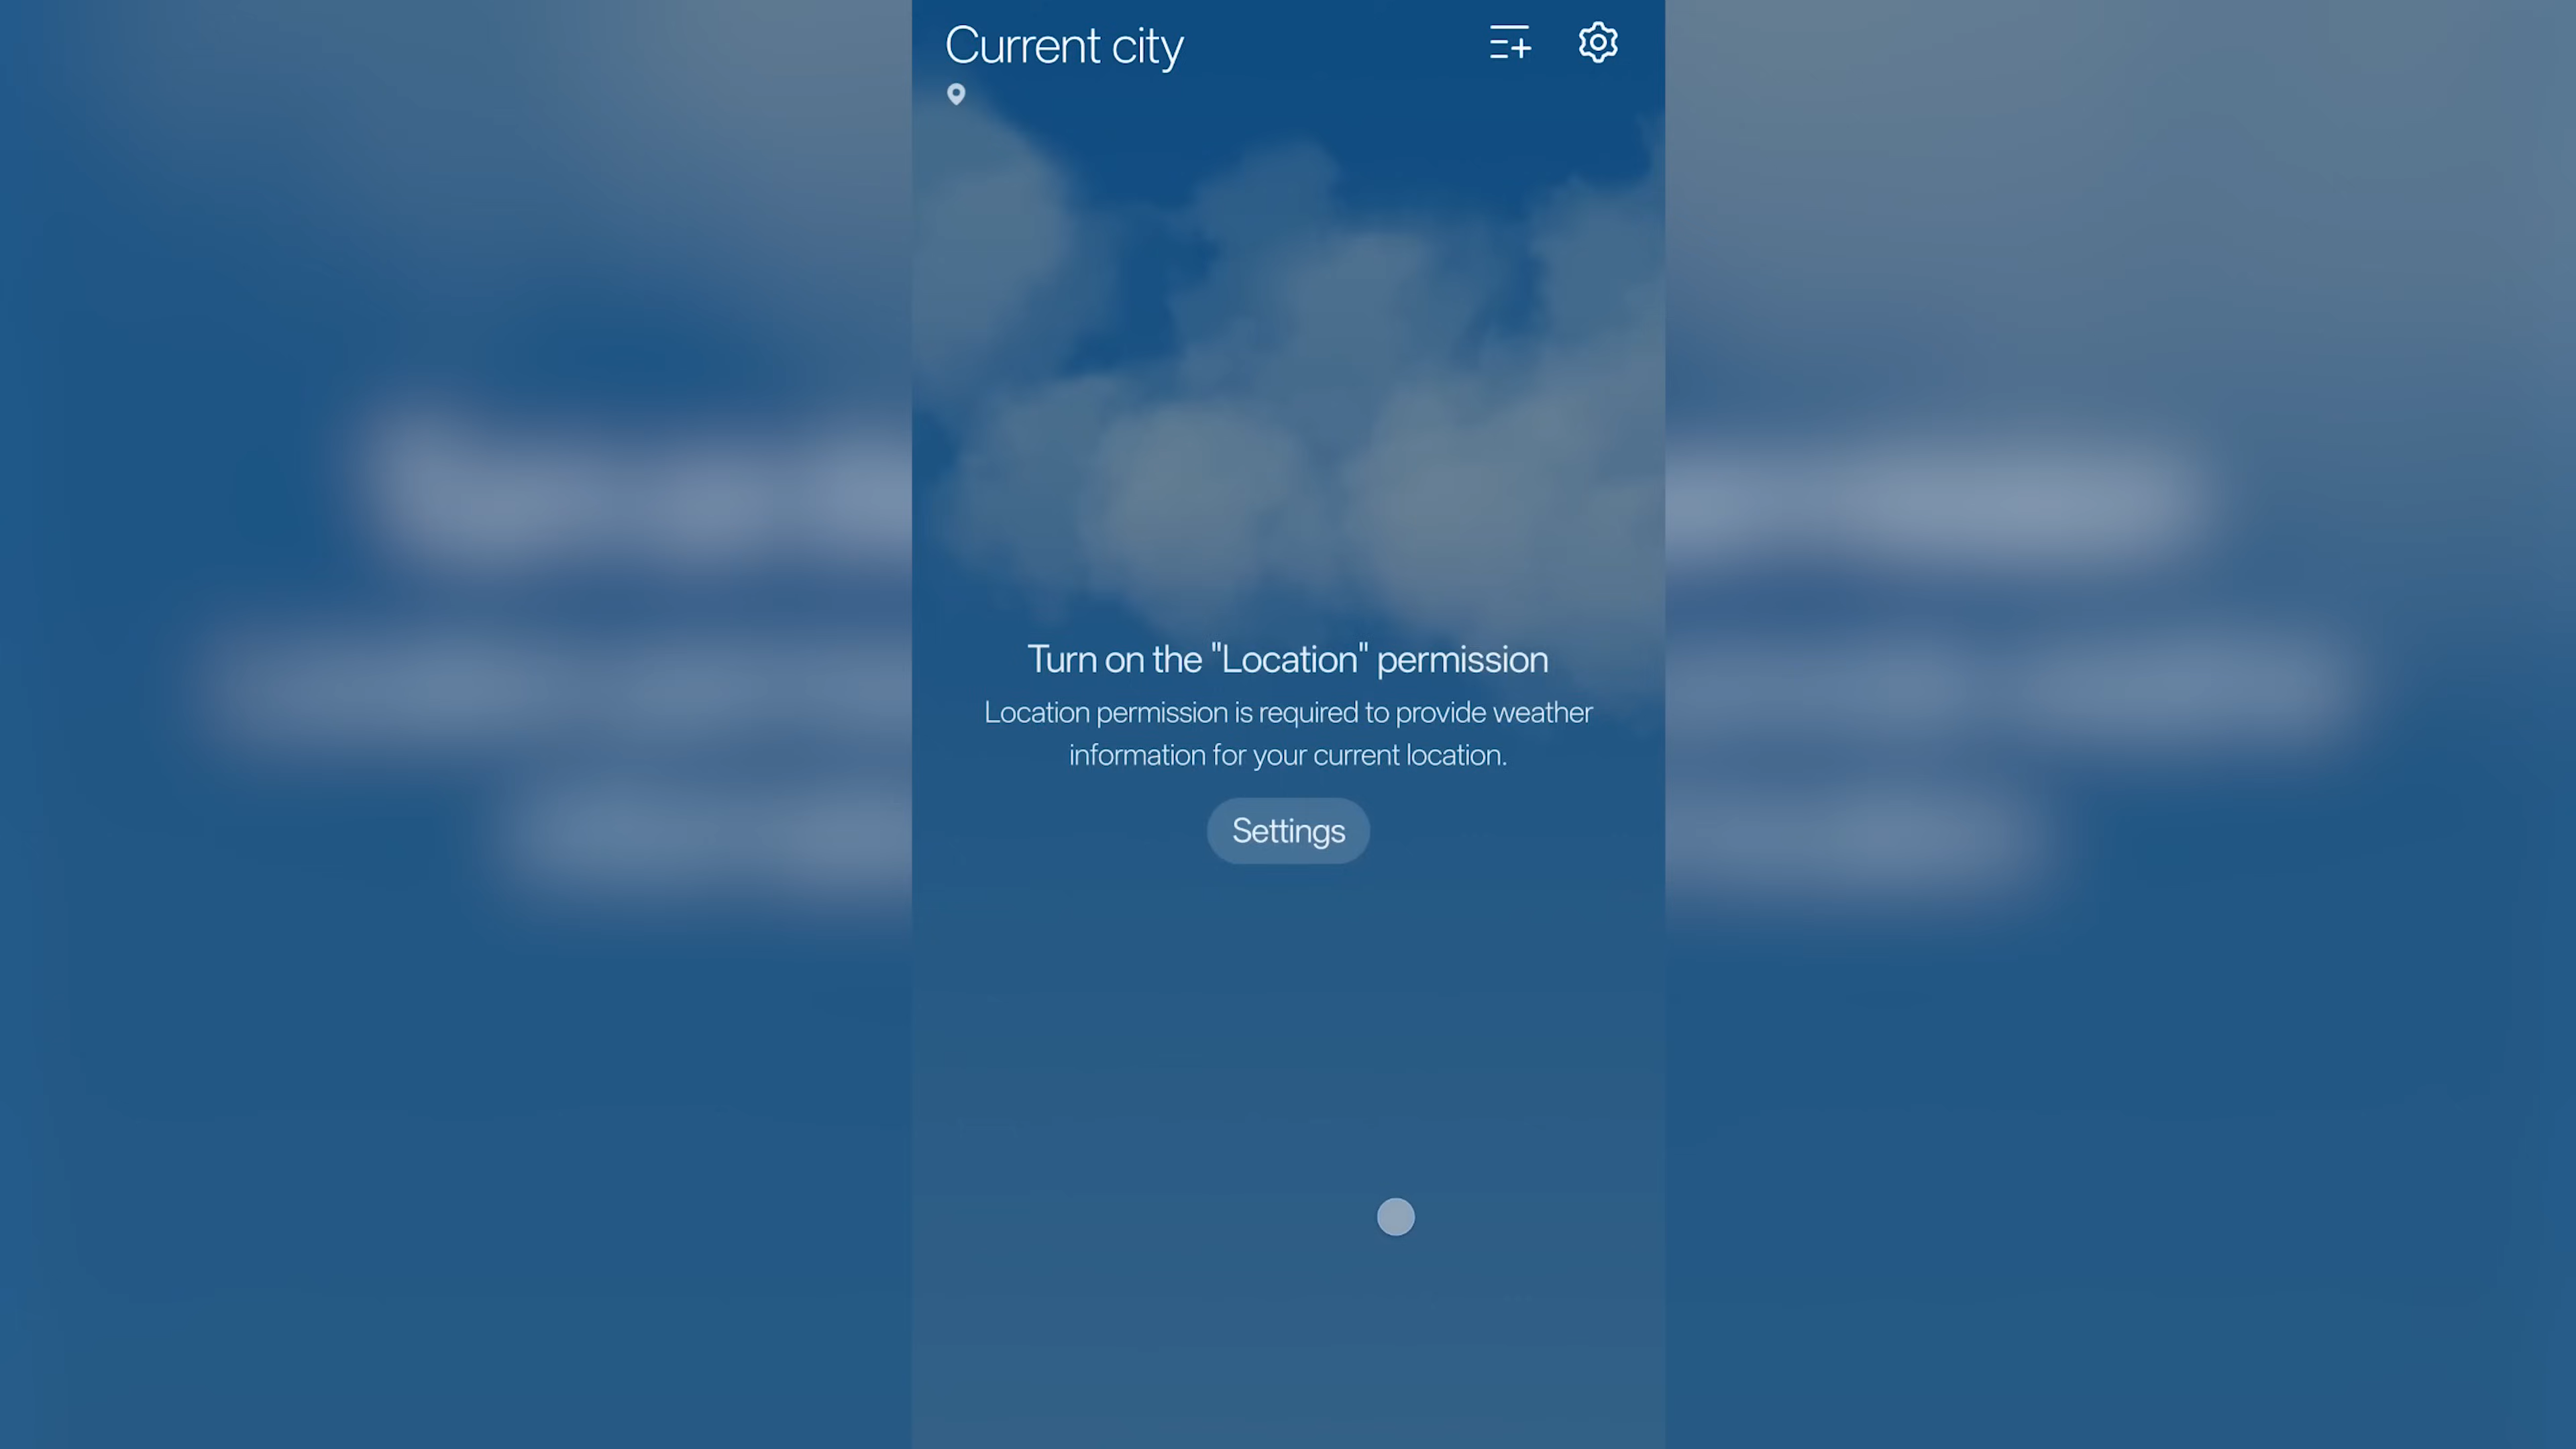 Current city
Turn on the "Location" permission
Location permission is required to provide weather
information for your current location.
Settings